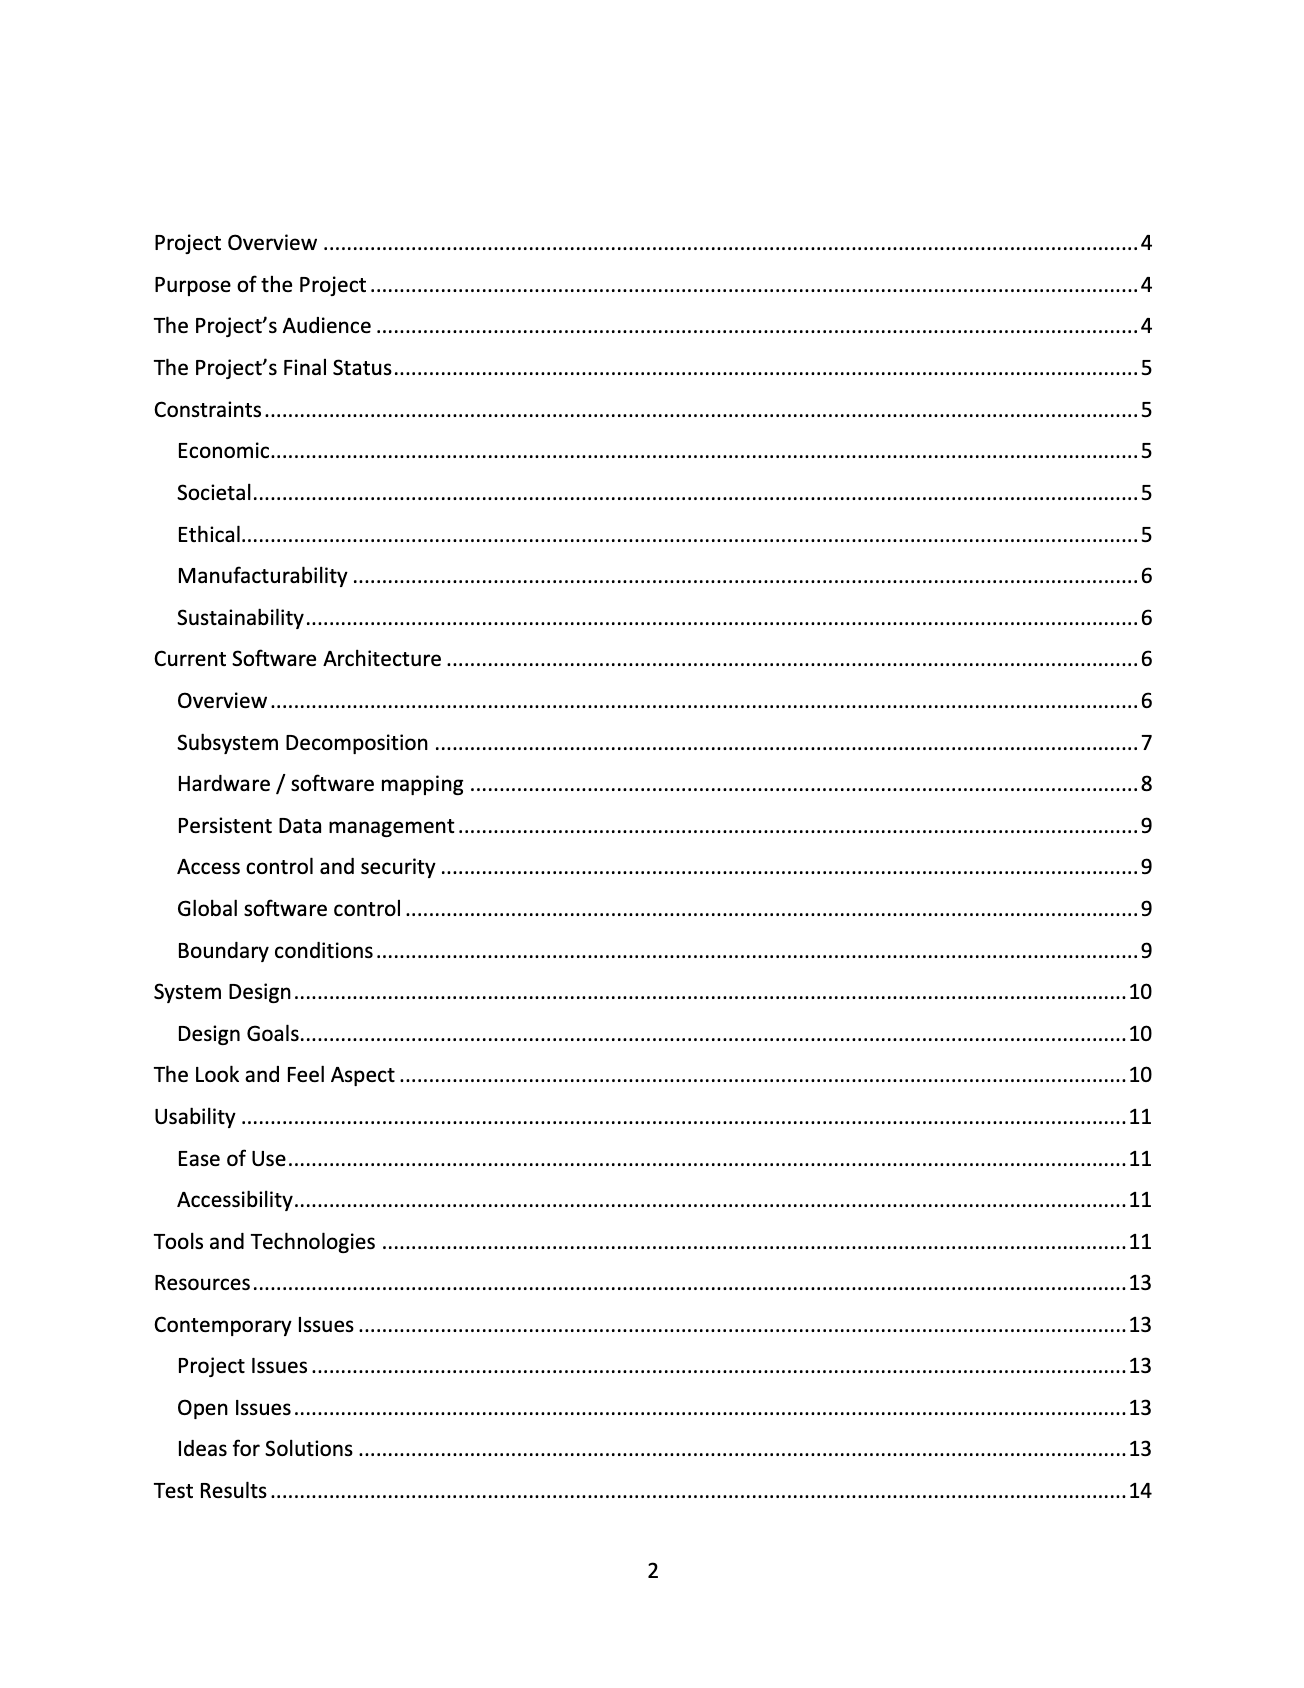 Project Overview ........................................ 4
Purpose of the Project ........................................ 4
The Project’s Audience ........................................ 4
The Project’s Final Status ........................................ 5
Constraints ........................................ 5
Economic ........................................ 5
Societal ........................................ 5
Ethical ........................................ 5
Manufacturability ........................................ 6
Sustainability ........................................ 6
Current Software Architecture ........................................ 6
Overview ........................................ 6
Subsystem Decomposition ........................................ 7
Hardware / software mapping ........................................ 8
Persistent Data management ........................................ 9
Access control and security ........................................ 9
Global software control ........................................ 9
Boundary conditions ........................................ 9
System Design ........................................ 10
Design Goals ........................................ 10
The Look and Feel Aspect ........................................ 10
Usability ........................................ 11
Ease of Use ........................................ 11
Accessibility ........................................ 11
Tools and Technologies ........................................ 11
Resources ........................................ 13
Contemporary Issues ........................................ 13
Project Issues ........................................ 13
Open Issues ........................................ 13
Ideas for Solutions ........................................ 13
Test Results ........................................ 14
2